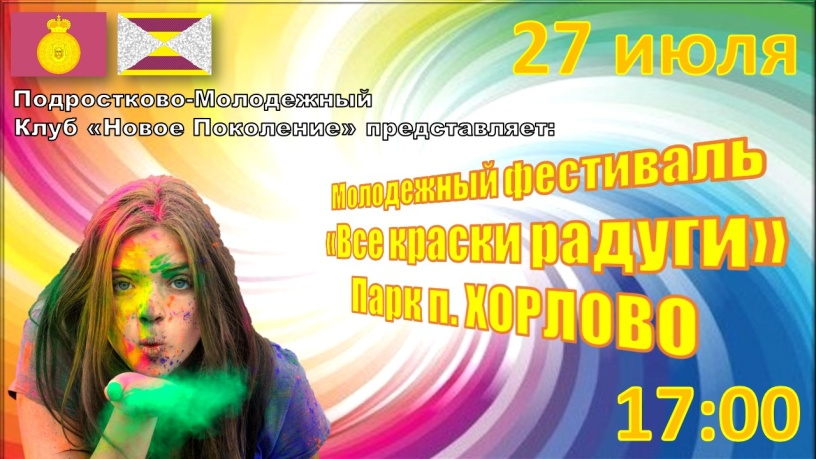 27 июля
Подростково-Молодежный
Клуб «Новое Поколение» представляет:
Молодежный фестиваль
«Все краски радуги»
Парк п. ХОРЛОВО
17:00